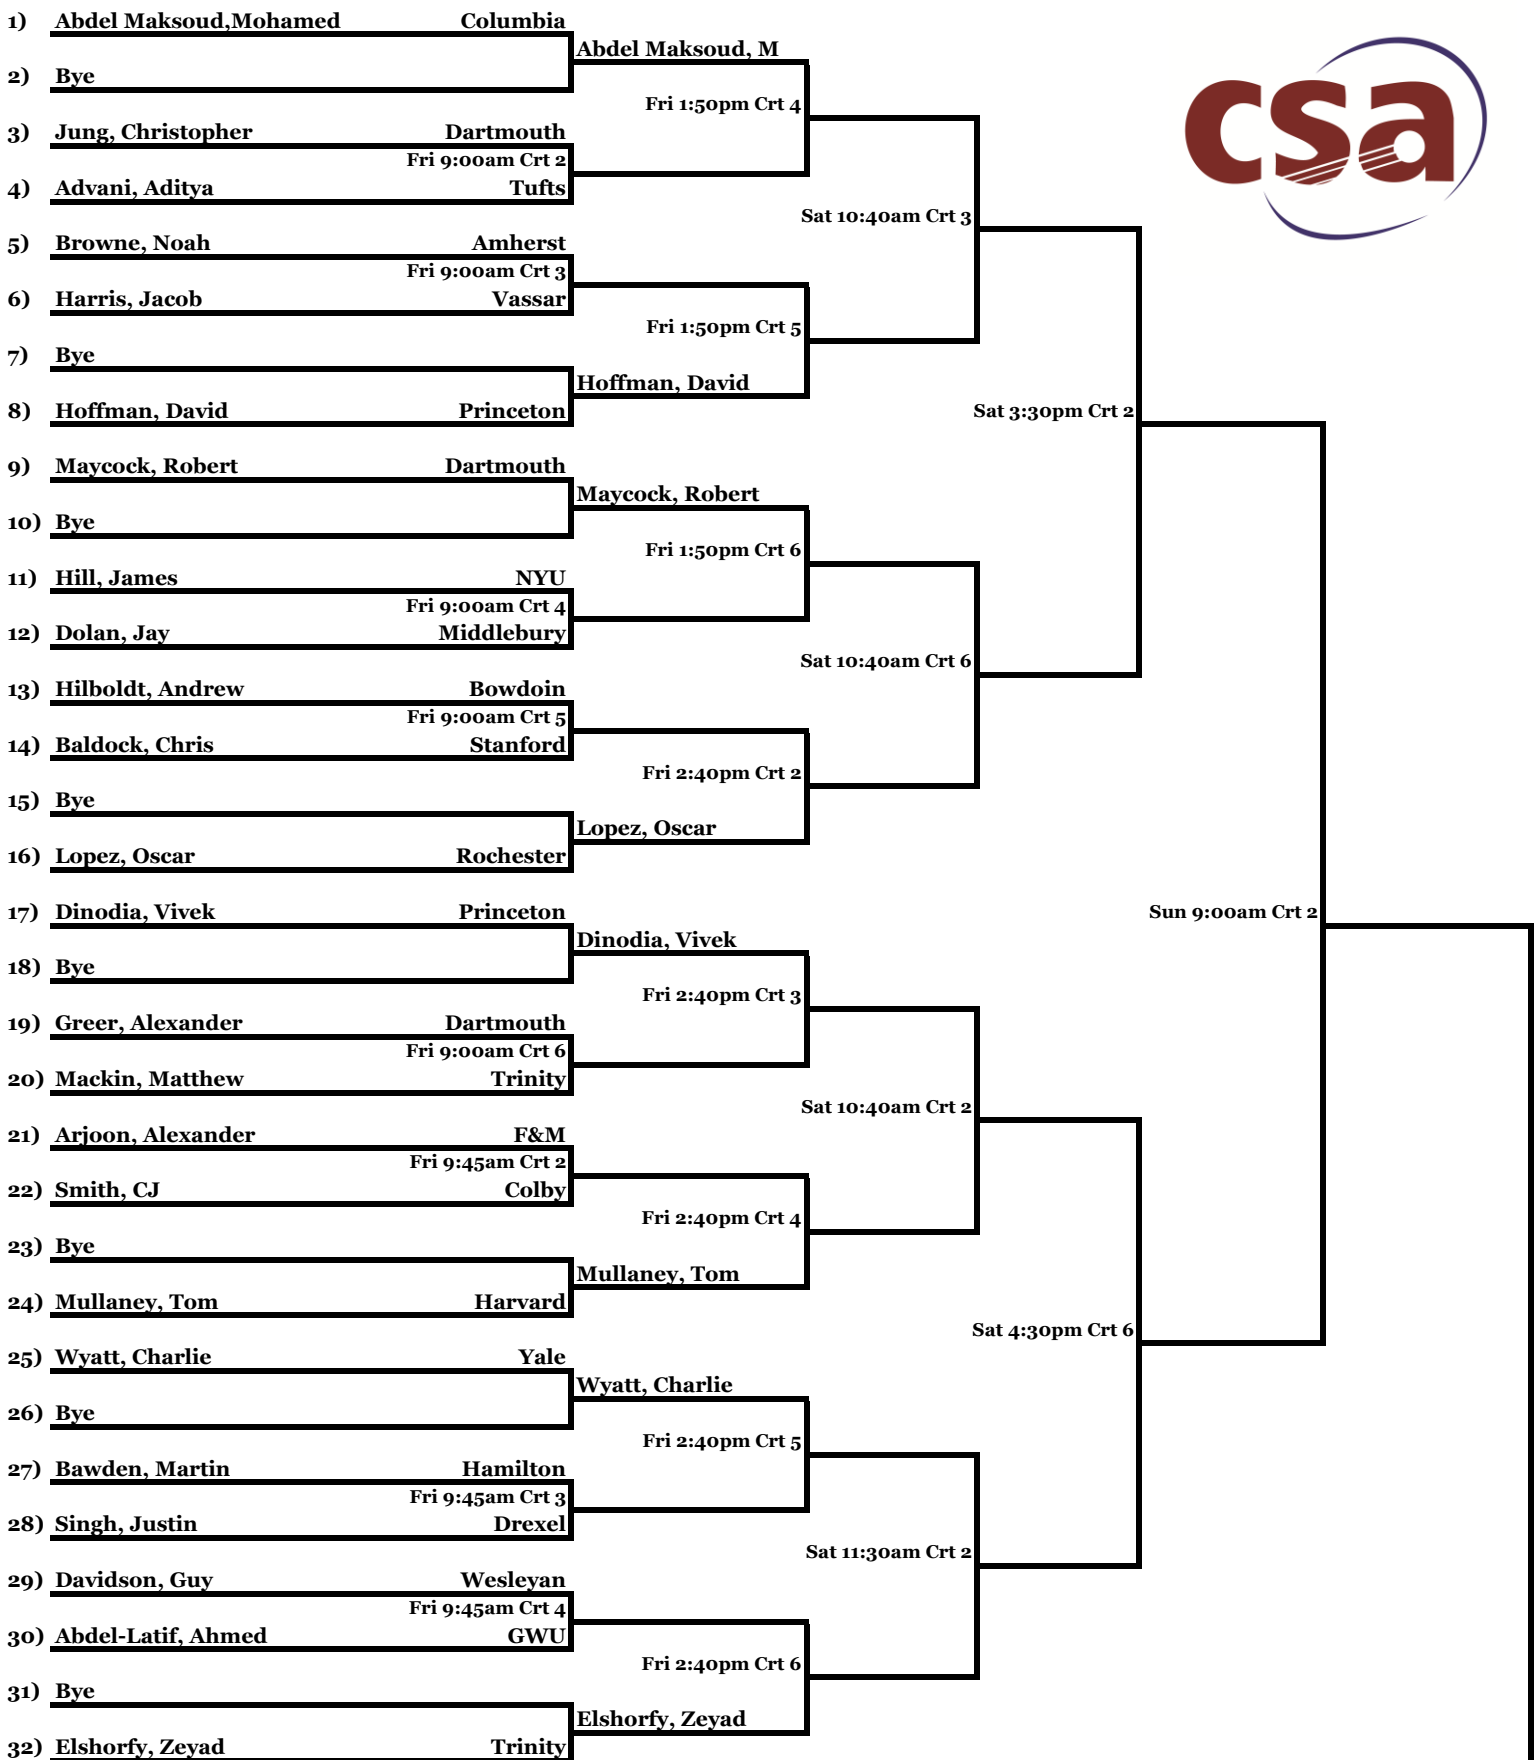 1) Abdel Maksoud,Mohamed Columbia
Abdel Maksoud, M
2) Bye
Fri 1:50pm Crt 4
csa
3) Jung, Christopher Dartmouth
Fri 9:00am Crt 2
4) Advani, Aditya Tufts
Sat 10:40am Crt 3
5) Browne, Noah Amherst
Fri 9:00am Crt 3
6) Harris, Jacob Vassar
Fri 1:50pm Crt 5
7) Bye
Hoffman, David
8) Hoffman, David Princeton
Sat 3:30pm Crt 2
9) Maycock, Robert Dartmouth
Maycock, Robert
10) Bye
Fri 1:50pm Crt 6
11) Hill, James NYU
Fri 9:00am Crt 4
12) Dolan, Jay Middlebury
Sat 10:40am Crt 6
13) Hilboldt, Andrew Bowdoin
Fri 9:00am Crt 5
14) Baldock, Chris Stanford
Fri 2:40pm Crt 2
15) Bye
Lopez, Oscar
16) Lopez, Oscar Rochester
17) Dinodia, Vivek Princeton
Sun 9:00am Crt 2
Dinodia, Vivek
18) Bye
Fri 2:40pm Crt 3
19) Greer, Alexander Dartmouth
Fri 9:00am Crt 6
20) Mackin, Matthew Trinity
Sat 10:40am Crt 2
21) Arjoon, Alexander F&M
Fri 9:45am Crt 2
22) Smith, CJ Colby
Fri 2:40pm Crt 4
23) Bye
Mullaney, Tom
24) Mullaney, Tom Harvard
Sat 4:30pm Crt 6
25) Wyatt, Charlie Yale
Wyatt, Charlie
26) Bye
Fri 2:40pm Crt 5
27) Bawden, Martin Hamilton
Fri 9:45am Crt 3
28) Singh, Justin Drexel
Sat 11:30am Crt 2
29) Davidson, Guy Wesleyan
Fri 9:45am Crt 4
30) Abdel-Latif, Ahmed GWU
Fri 2:40pm Crt 6
31) Bye
Elshorfy, Zeyad
32) Elshorfy, Zeyad Trinity